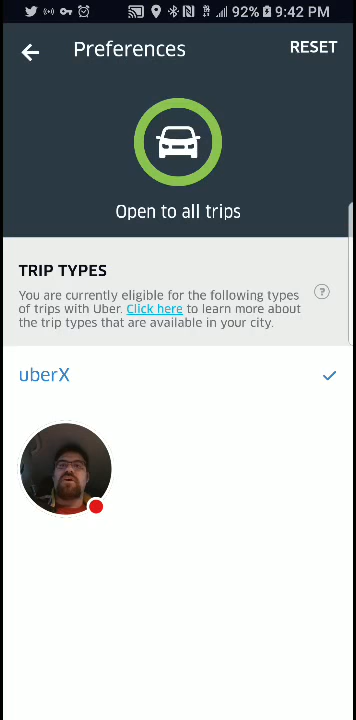 92% 9:42 PM
Preferences RESET
Open to all trips
TRIP TYPES
You are currently eligible for the following types
of trips with Uber. Click here to learn more about
the trip types that are available in your city.
?
uberX